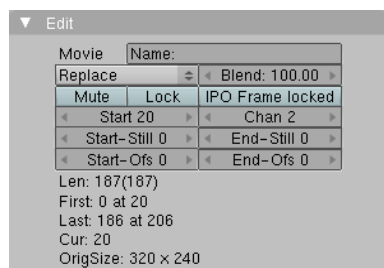 Edit
Movie Name:
Replace Blend: 100.00
Mute Lock IPO Frame locked
Start 20 Chan 2
Start-Still 0 End-Still 0
Start-Ofs 0 End-Ofs 0
Len: 187(187)
First: 0 at 20
Last: 186 at 206
Cur: 20
OrigSize: 320 x 240